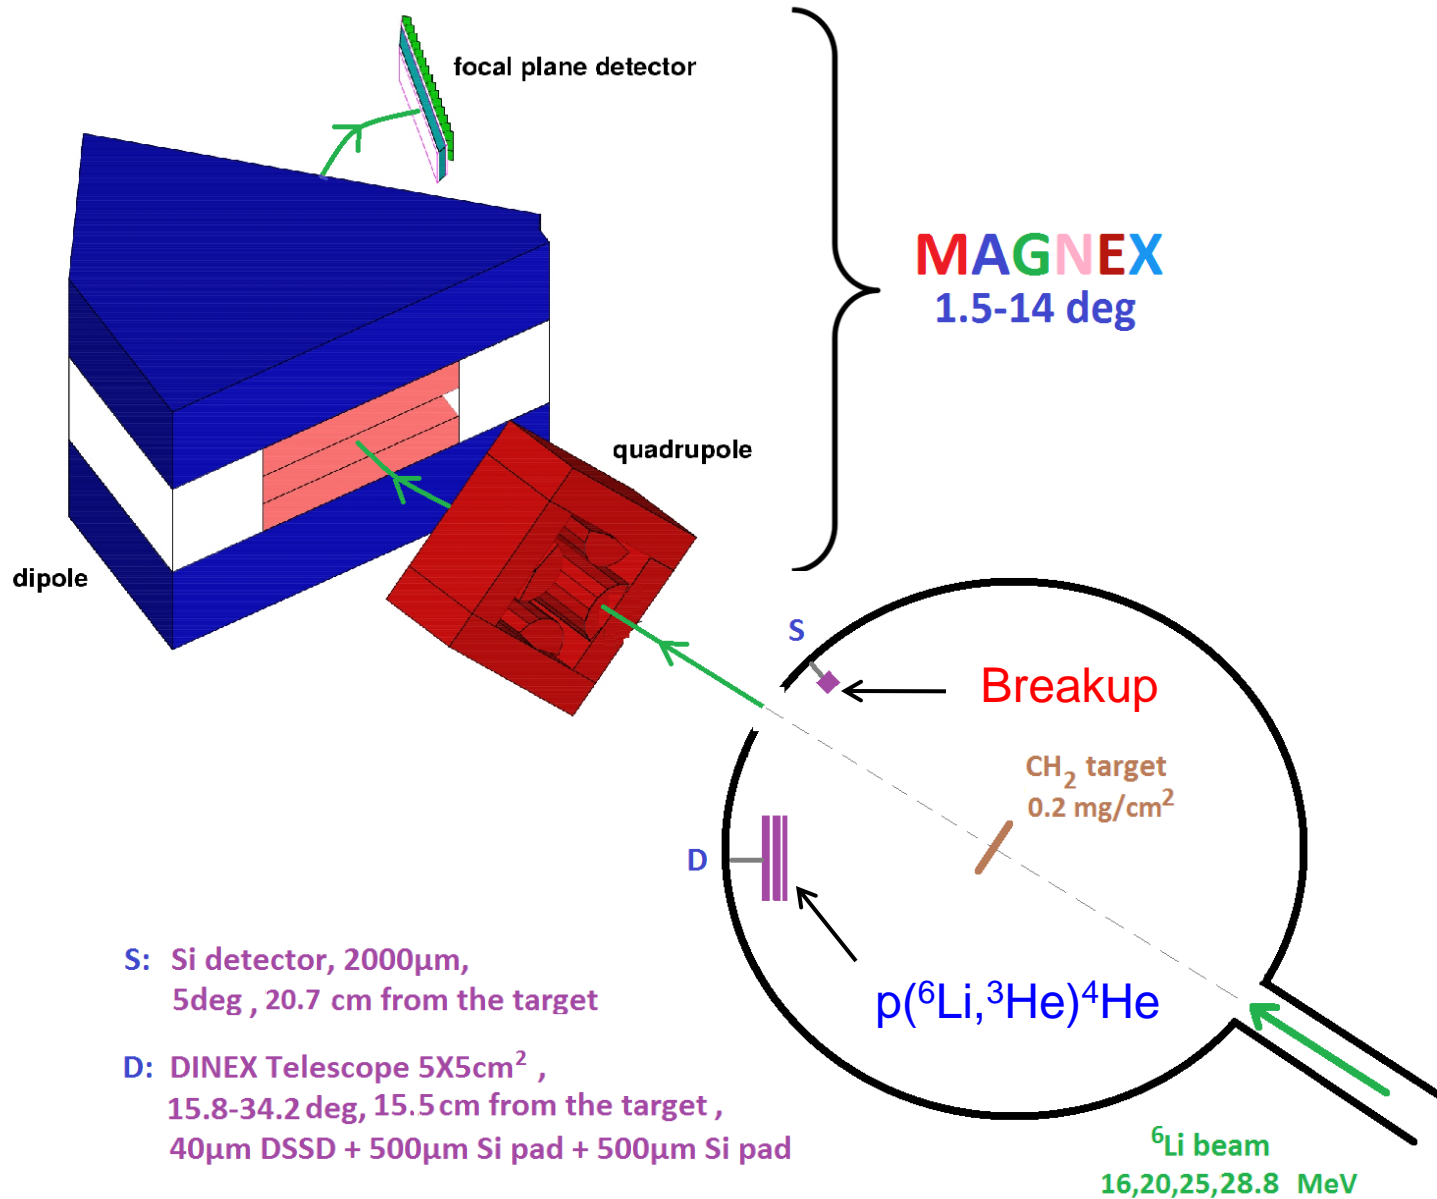 focal plane detector
MAGNEX
1.5-14 deg
quadrupole
dipole
S
Breakup
CH2 target
0.2 mg/cm²
D
p(⁶Li,³He)⁴He
S: Si detector, 2000μm,
5deg , 20.7 cm from the target
D: DINEX Telescope 5X5cm² ,
15.8-34.2 deg, 15.5 cm from the target ,
40μm DSSD + 500μm Si pad + 500μm Si pad
⁶Li beam
16,20,25,28.8 MeV